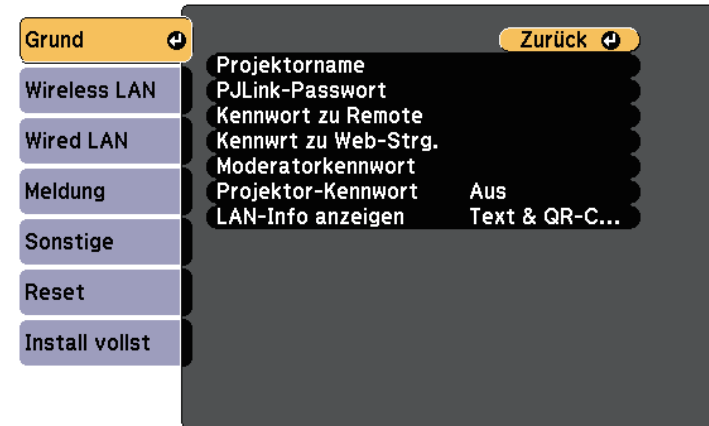 Grund
Wireless LAN
Wired LAN
Meldung
Sonstige
Reset
Install vollst
Zurück
Projektorname
PJLink-Passwort
Kennwort zu Remote
Kennwrt zu Web-Strg.
Moderatorkennwort
Projektor-Kennwort Aus
LAN-Info anzeigen Text & QR-C...